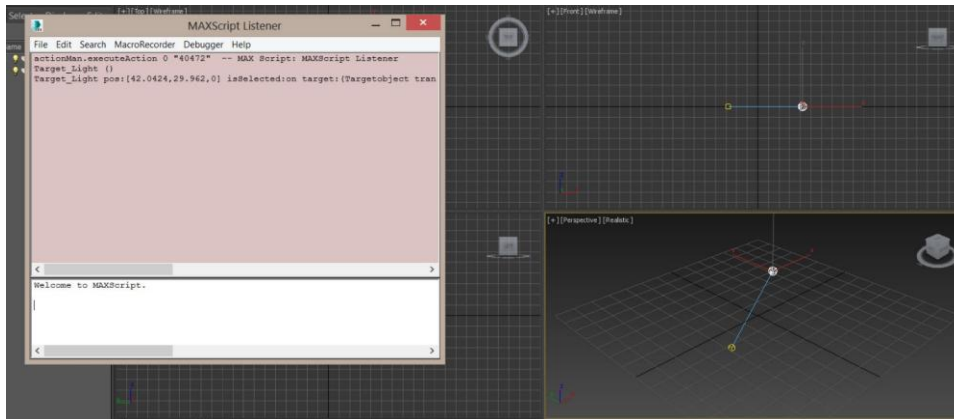 [+] [Top] [Wireframe]
MAXScript Listener
File Edit Search MacroRecorder Debugger Help
actionMan.executeAction 0 "40472" -- MAX Script: MAXScript Listener
Target_Light ()
Target_Light pos:[42.0424,29.962,0] isSelected:on target:(Targetobject tran
Welcome to MAXScript.
[+] [Front] [Wireframe]
[+] [Perspective] [Realistic]